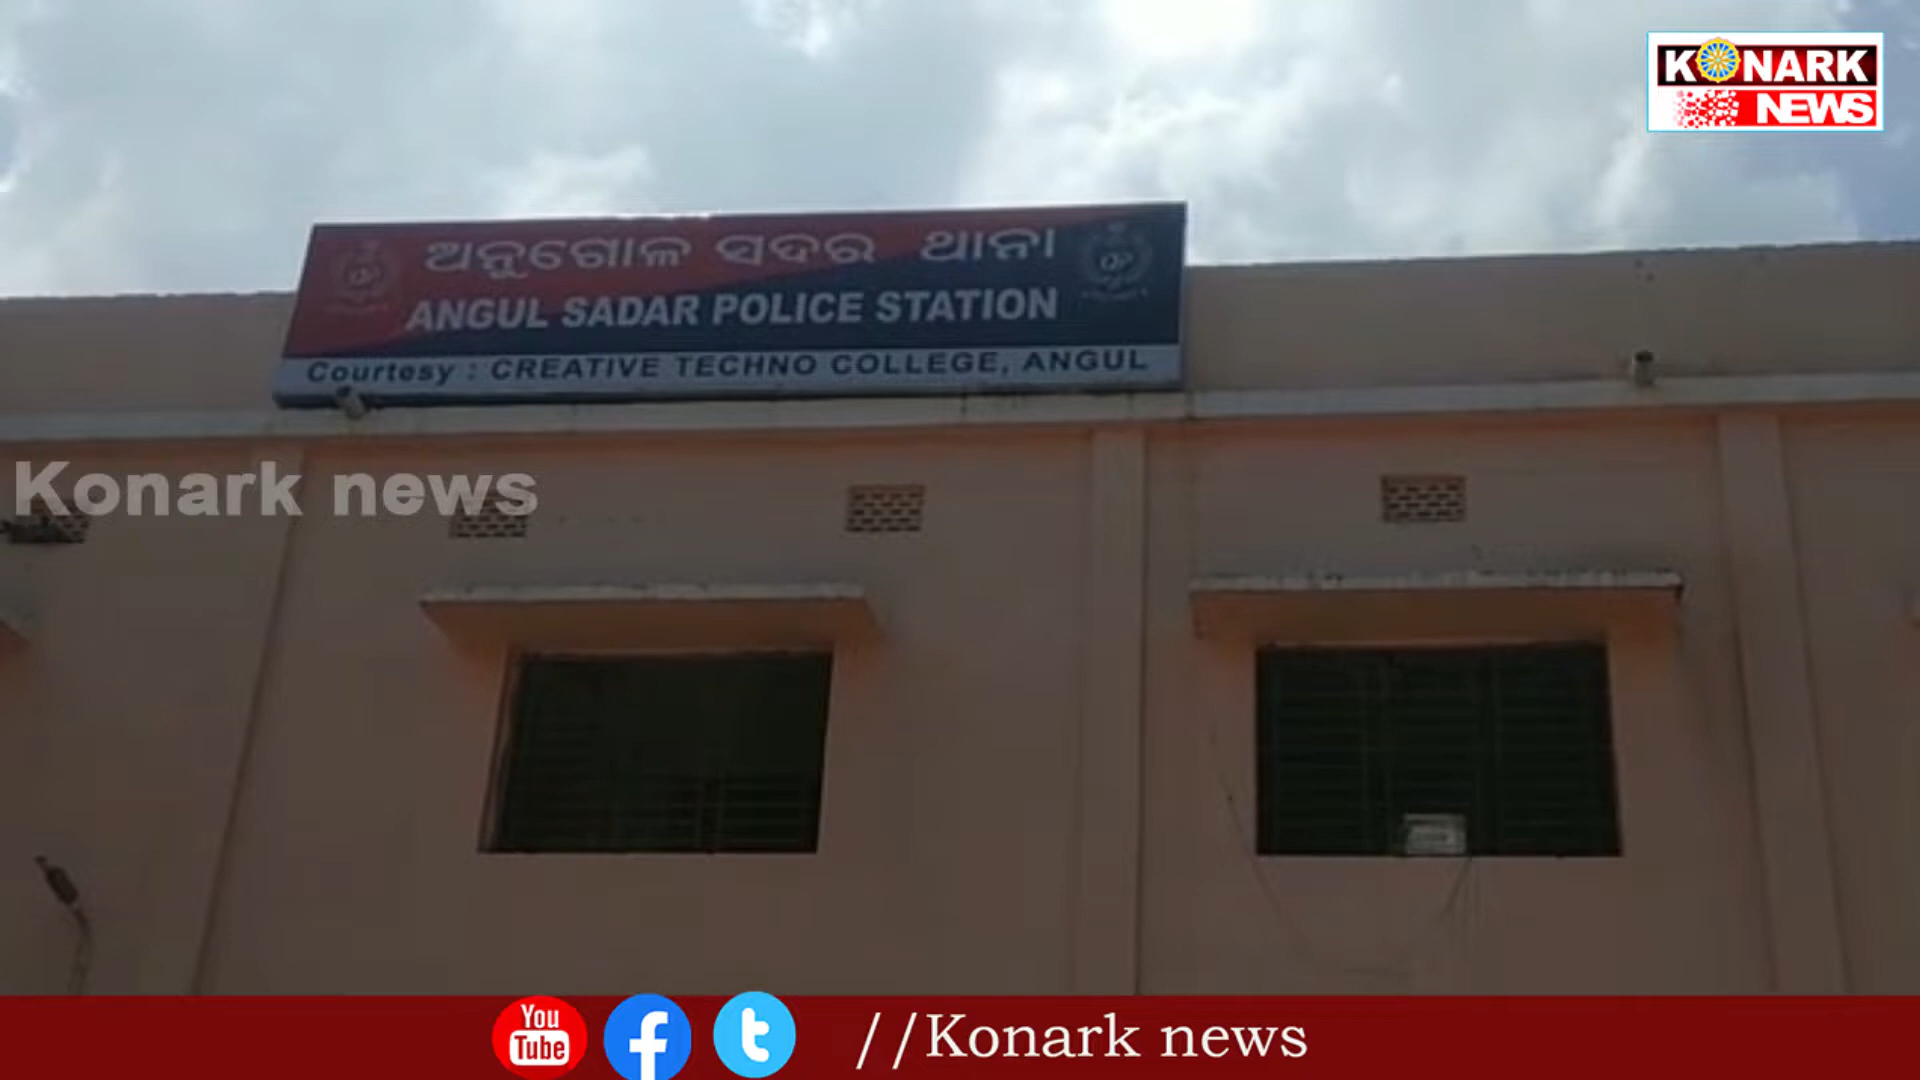 KONARK
NEWS
ଅନୁଗୋଳ ସଦର ଥାନା
ANGUL SADAR POLICE STATION
Courtesy : CREATIVE TECHNO COLLEGE, ANGUL
Konark news
You
Tube
//Konark news